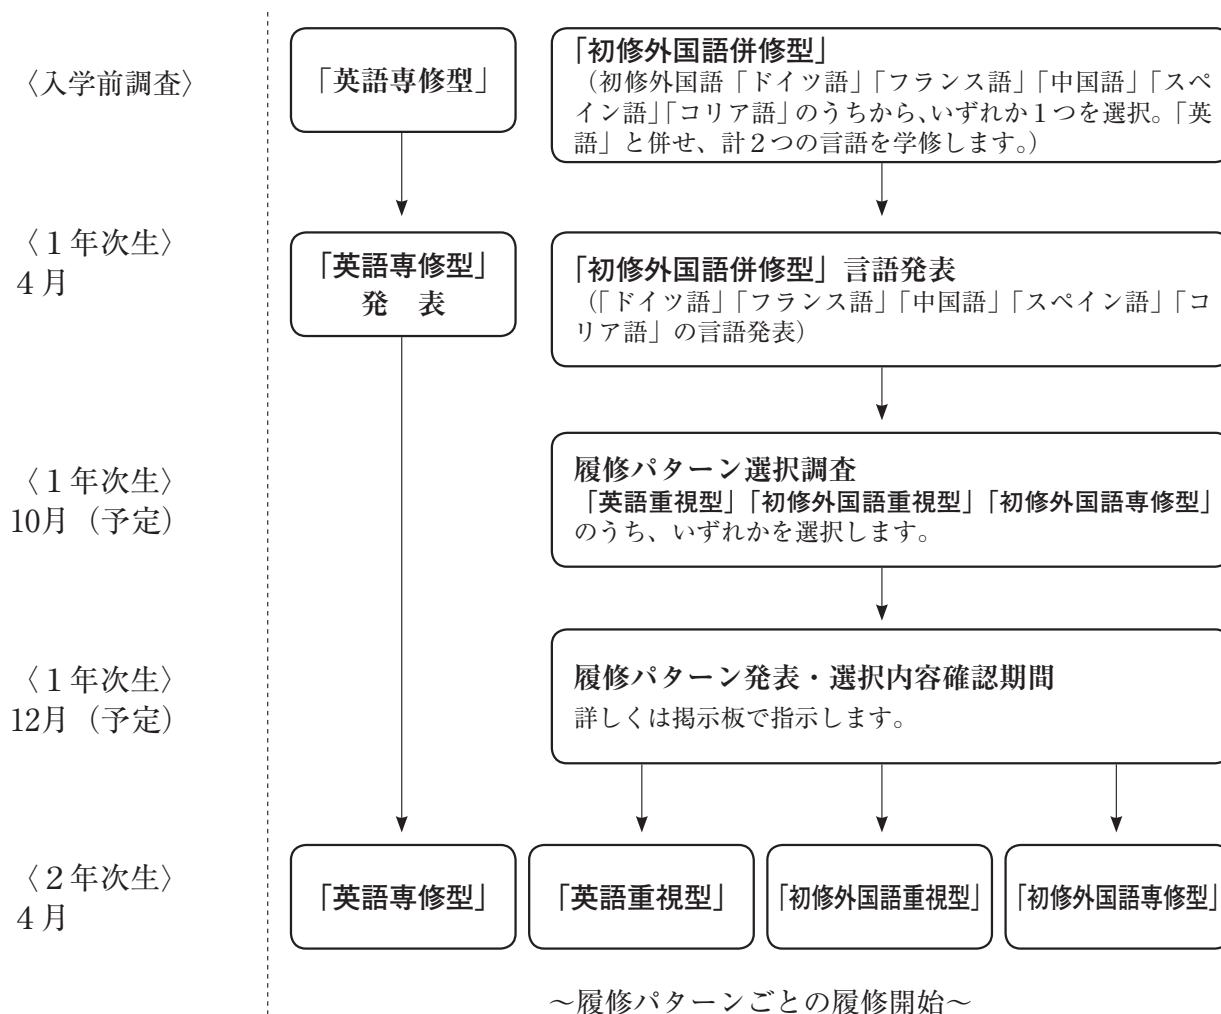 〈入学前調査〉
「英語専修型」
「初修外国語併修型」
（初修外国語「ドイツ語」「フランス語」「中国語」「スペ
イン語」「コリア語」のうちから、いずれか１つを選択。「英
語」と併せ、計２つの言語を学修します。）
〈１年次生〉
４月
「英語専修型」
発　表
「初修外国語併修型」言語発表
（「ドイツ語」「フランス語」「中国語」「スペイン語」「コ
リア語」の言語発表）
〈１年次生〉
10月（予定）
履修パターン選択調査
「英語重視型」「初修外国語重視型」「初修外国語専修型」
のうち、いずれかを選択します。
〈１年次生〉
12月（予定）
履修パターン発表・選択内容確認期間
詳しくは掲示板で指示します。
〈２年次生〉
４月
「英語専修型」
「英語重視型」
「初修外国語重視型」
「初修外国語専修型」
～履修パターンごとの履修開始～